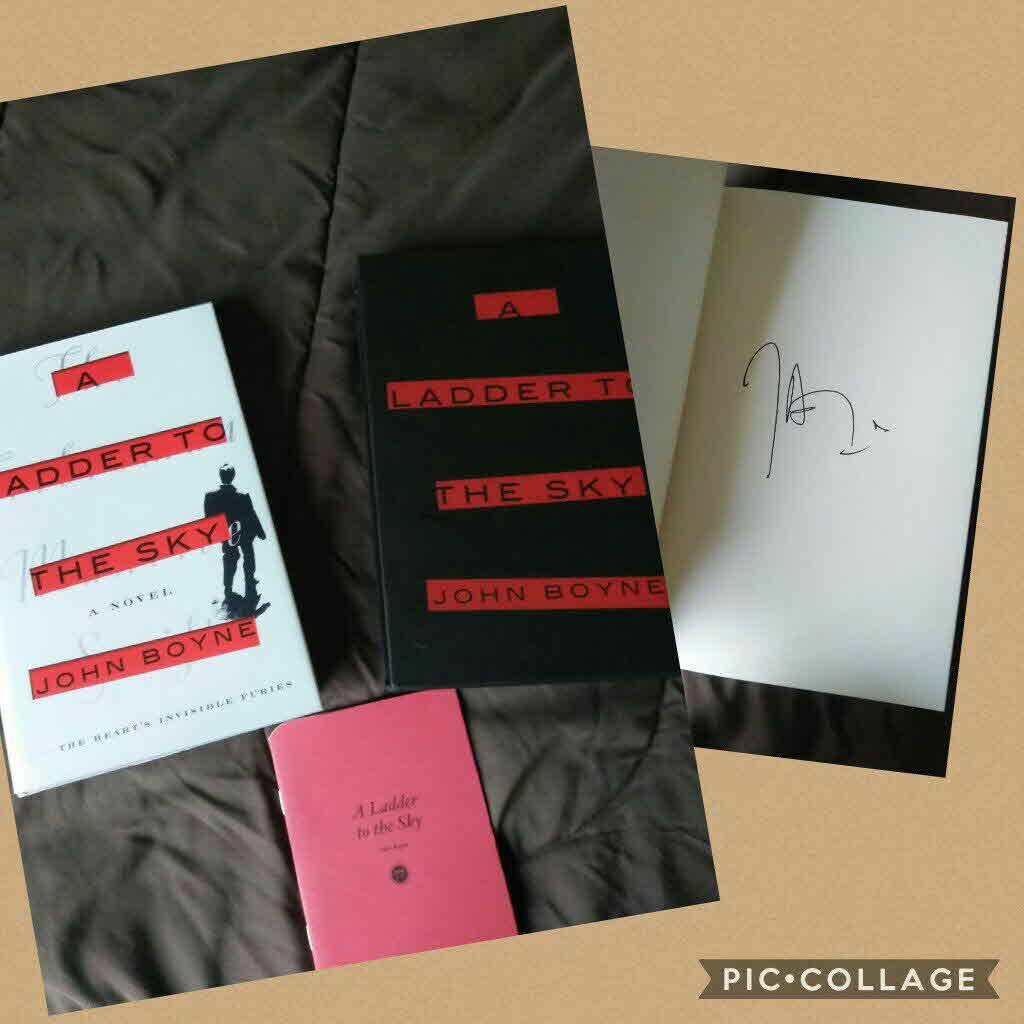 A
LADDER TO
THE SKY
A NOVEL
JOHN BOYNE
THE HEART'S INVISIBLE FURIES
A
LADDER TO
THE SKY
JOHN BOYNE
A Ladder
to the Sky
PIC•COLLAGE